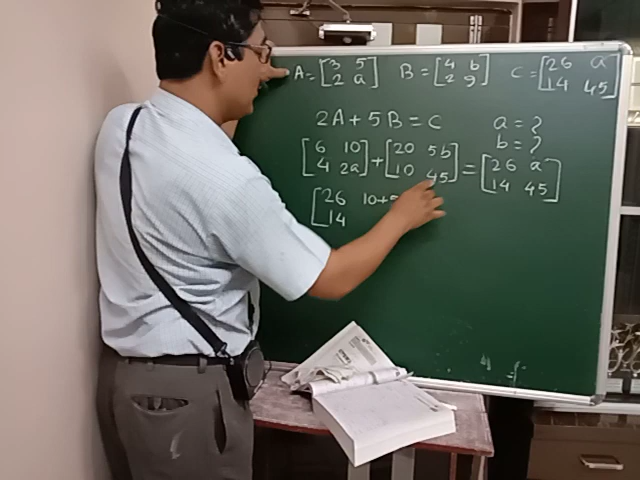 A = [3 5 2 a] B = [4 b 2 9] C = [26 a 14 45]
2A + 5B = C a = ?
b = ?
[6 10 4 2a] + [20 5b 10 45] = [26 a 14 45]
[26 10+5
14